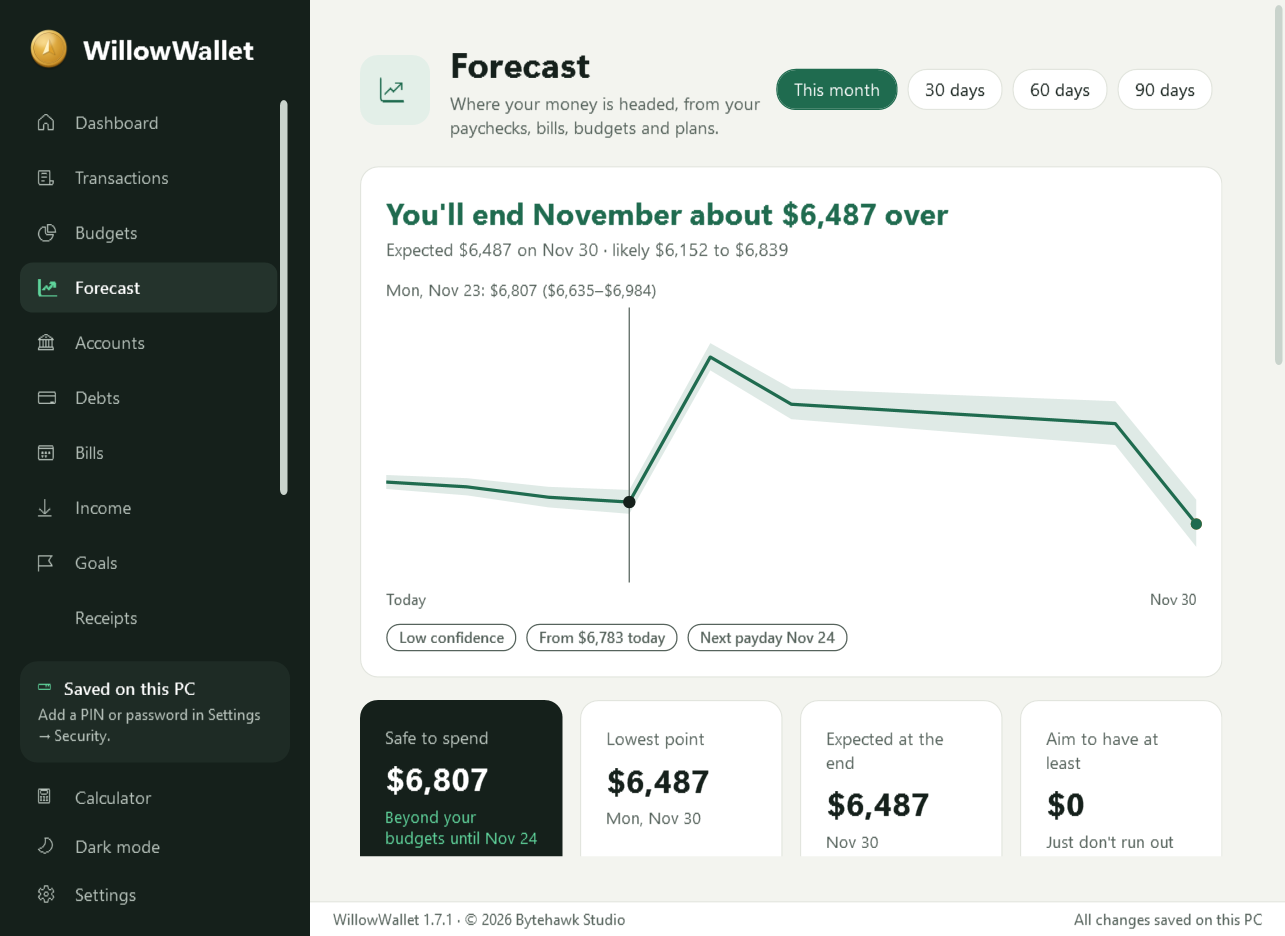 WillowWallet
Dashboard
Transactions
Budgets
Forecast
Accounts
Debts
Bills
Income
Goals
Receipts
Saved on this PC
Add a PIN or password in Settings
→ Security.
Calculator
Dark mode
Settings
Forecast
Where your money is headed, from your
paychecks, bills, budgets and plans.
This month
30 days
60 days
90 days
You'll end November about $6,487 over
Expected $6,487 on Nov 30 · likely $6,152 to $6,839
Mon, Nov 23: $6,807 ($6,635–$6,984)
Today
Nov 30
Low confidence
From $6,783 today
Next payday Nov 24
Safe to spend
$6,807
Beyond your
budgets until Nov 24
Lowest point
$6,487
Mon, Nov 30
Expected at the
end
$6,487
Nov 30
Aim to have at
least
$0
Just don't run out
WillowWallet 1.7.1 · © 2026 Bytehawk Studio
All changes saved on this PC